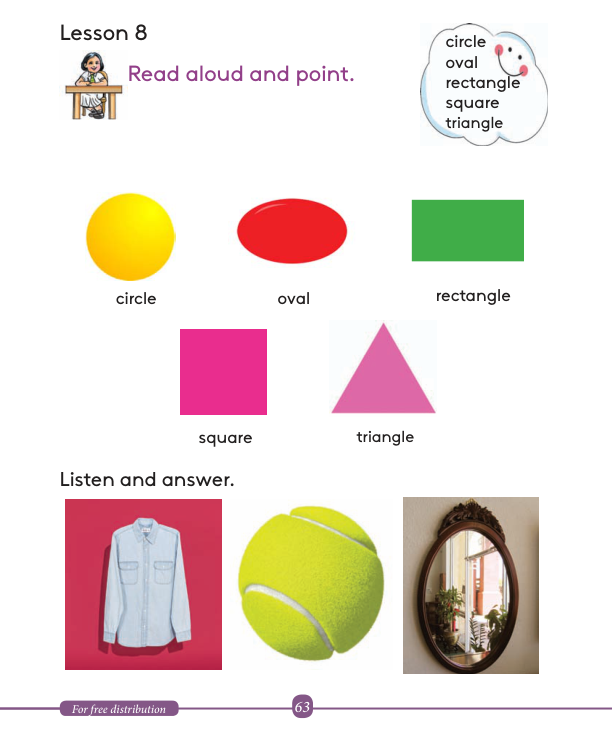 Lesson 8
Read aloud and point.
circle
oval
rectangle
square
triangle
circle
oval
rectangle
square
triangle
Listen and answer.
For free distribution
63